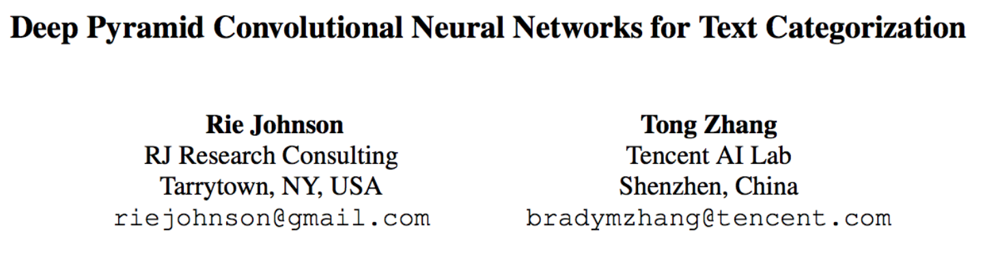 Deep Pyramid Convolutional Neural Networks for Text Categorization
Rie Johnson
RJ Research Consulting
Tarrytown, NY, USA
riejohnson@gmail.com
Tong Zhang
Tencent AI Lab
Shenzhen, China
bradymzhang@tencent.com